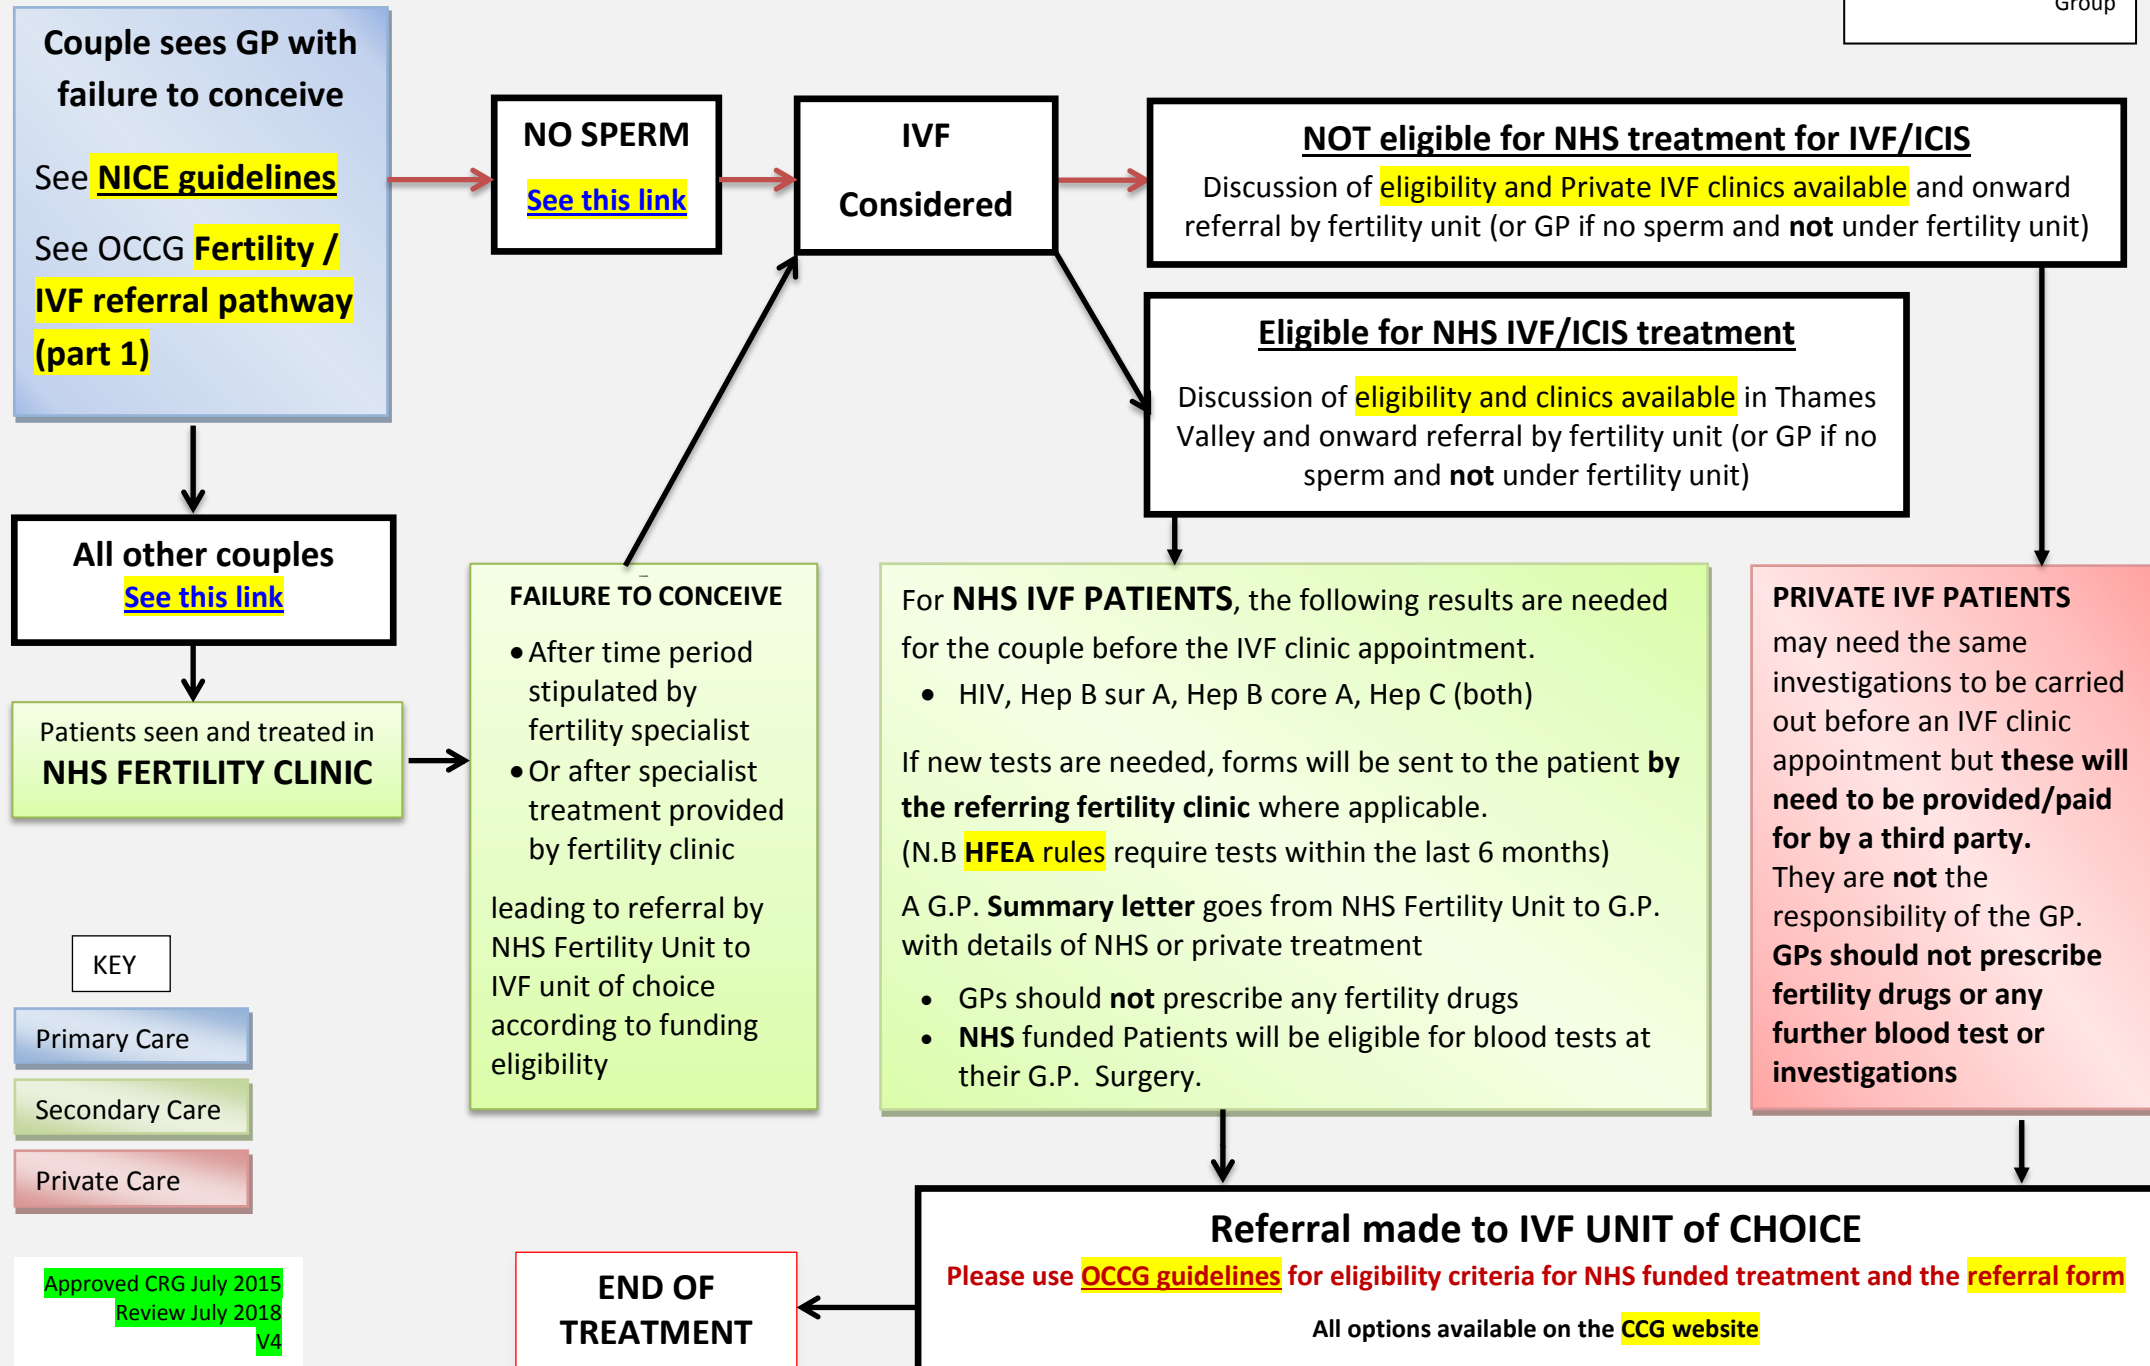 Group
Couple sees GP with
failure to conceive
See NICE guidelines
See OCCG Fertility /
IVF referral pathway
(part 1)
NO SPERM
See this link
IVF
Considered
NOT eligible for NHS treatment for IVF/ICIS
Discussion of eligibility and Private IVF clinics available and onward
referral by fertility unit (or GP if no sperm and not under fertility unit)
Eligible for NHS IVF/ICIS treatment
Discussion of eligibility and clinics available in Thames
Valley and onward referral by fertility unit (or GP if no
sperm and not under fertility unit)
All other couples
See this link
Patients seen and treated in
NHS FERTILITY CLINIC
FAILURE TO CONCEIVE
• After time period
stipulated by
fertility specialist
• Or after specialist
treatment provided
by fertility clinic
leading to referral by
NHS Fertility Unit to
IVF unit of choice
according to funding
eligibility
For NHS IVF PATIENTS, the following results are needed
for the couple before the IVF clinic appointment.
• HIV, Hep B sur A, Hep B core A, Hep C (both)
If new tests are needed, forms will be sent to the patient by
the referring fertility clinic where applicable.
(N.B HFEA rules require tests within the last 6 months)
A G.P. Summary letter goes from NHS Fertility Unit to G.P.
with details of NHS or private treatment
• GPs should not prescribe any fertility drugs
• NHS funded Patients will be eligible for blood tests at
their G.P. Surgery.
PRIVATE IVF PATIENTS
may need the same
investigations to be carried
out before an IVF clinic
appointment but these will
need to be provided/paid
for by a third party.
They are not the
responsibility of the GP.
GPs should not prescribe
fertility drugs or any
further blood test or
investigations
KEY
Primary Care
Secondary Care
Private Care
Approved CRG July 2015
Review July 2018
V4
END OF
TREATMENT
Referral made to IVF UNIT of CHOICE
Please use OCCG guidelines for eligibility criteria for NHS funded treatment and the referral form
All options available on the CCG website